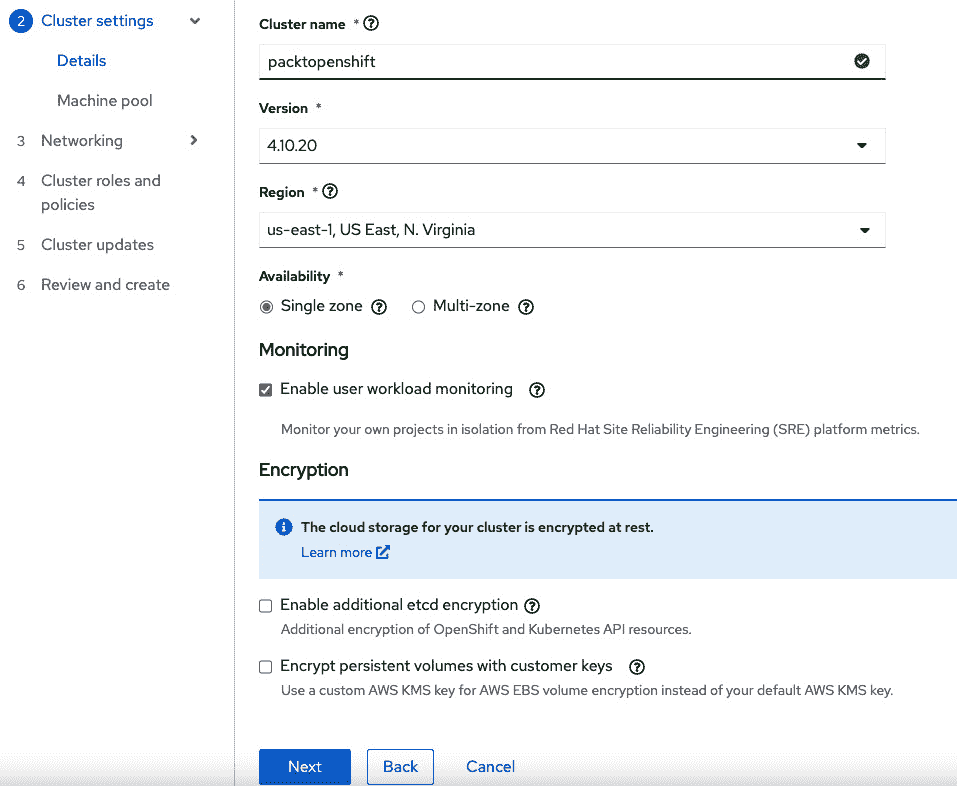 2 Cluster settings
Details
Machine pool
3 Networking
4 Cluster roles and
policies
5 Cluster updates
6 Review and create
Cluster name *
packtopenshift
Version *
4.10.20
Region *
us-east-1, US East, N. Virginia
Availability *
Single zone Multi-zone
Monitoring
Enable user workload monitoring
Monitor your own projects in isolation from Red Hat Site Reliability Engineering (SRE) platform metrics.
Encryption
The cloud storage for your cluster is encrypted at rest.
Learn more
Enable additional etcd encryption
Additional encryption of OpenShift and Kubernetes API resources.
Encrypt persistent volumes with customer keys
Use a custom AWS KMS key for AWS EBS volume encryption instead of your default AWS KMS key.
Next Back Cancel